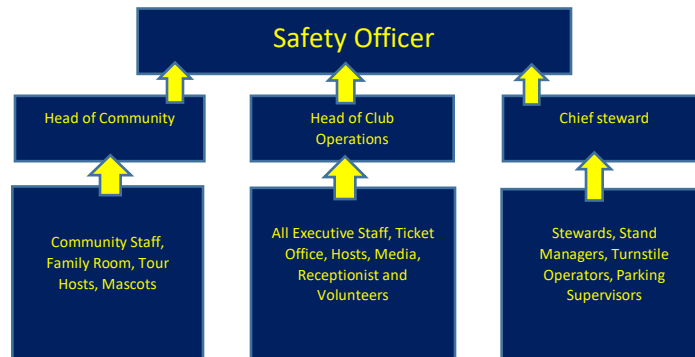 Safety Officer
Head of Community
Head of Club
Operations
Chief steward
Community Staff,
Family Room, Tour
Hosts, Mascots
All Executive Staff, Ticket
Office, Hosts, Media,
Receptionist and
Volunteers
Stewards, Stand
Managers, Turnstile
Operators, Parking
Supervisors